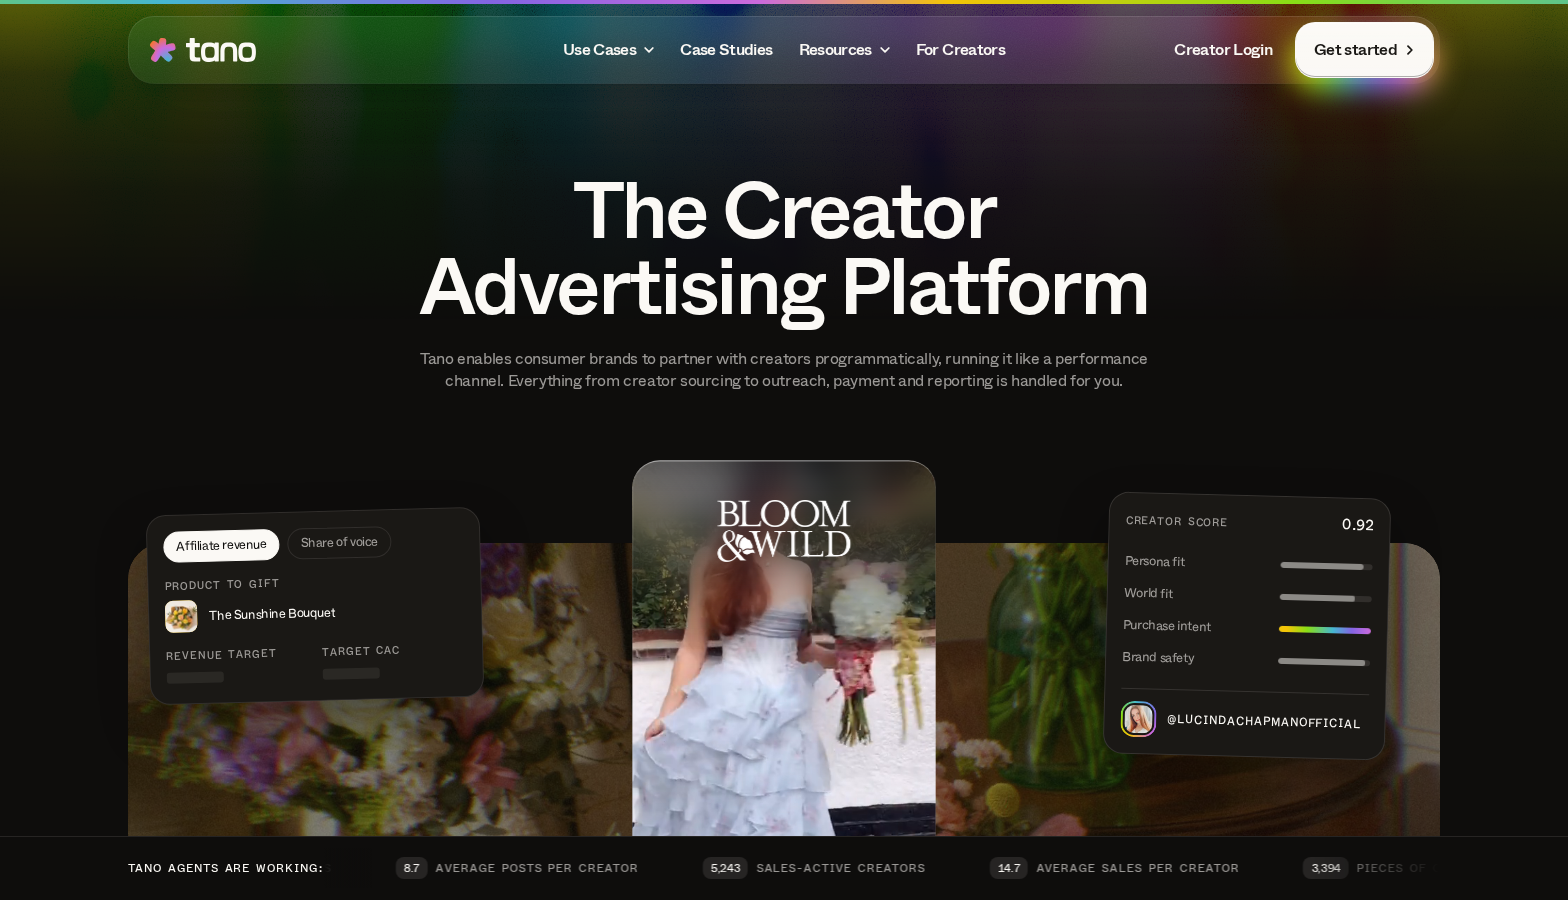 tano
Use Cases
Case Studies
Resources
For Creators
Creator Login
Get started
The Creator
Advertising Platform
Tano enables consumer brands to partner with creators programmatically, running it like a performance
channel. Everything from creator sourcing to outreach, payment and reporting is handled for you.
BLOOM
&WILD
Affiliate revenue
Share of voice
PRODUCT TO GIFT
The Sunshine Bouquet
REVENUE TARGET
TARGET CAC
CREATOR SCORE
0.92
Persona fit
World fit
Purchase intent
Brand safety
@LUCINDACHAPMANOFFICIAL
TANO AGENTS ARE WORKING:
8.7 AVERAGE POSTS PER CREATOR
5,243 SALES-ACTIVE CREATORS
14.7 AVERAGE SALES PER CREATOR
3,394 PIECES OF